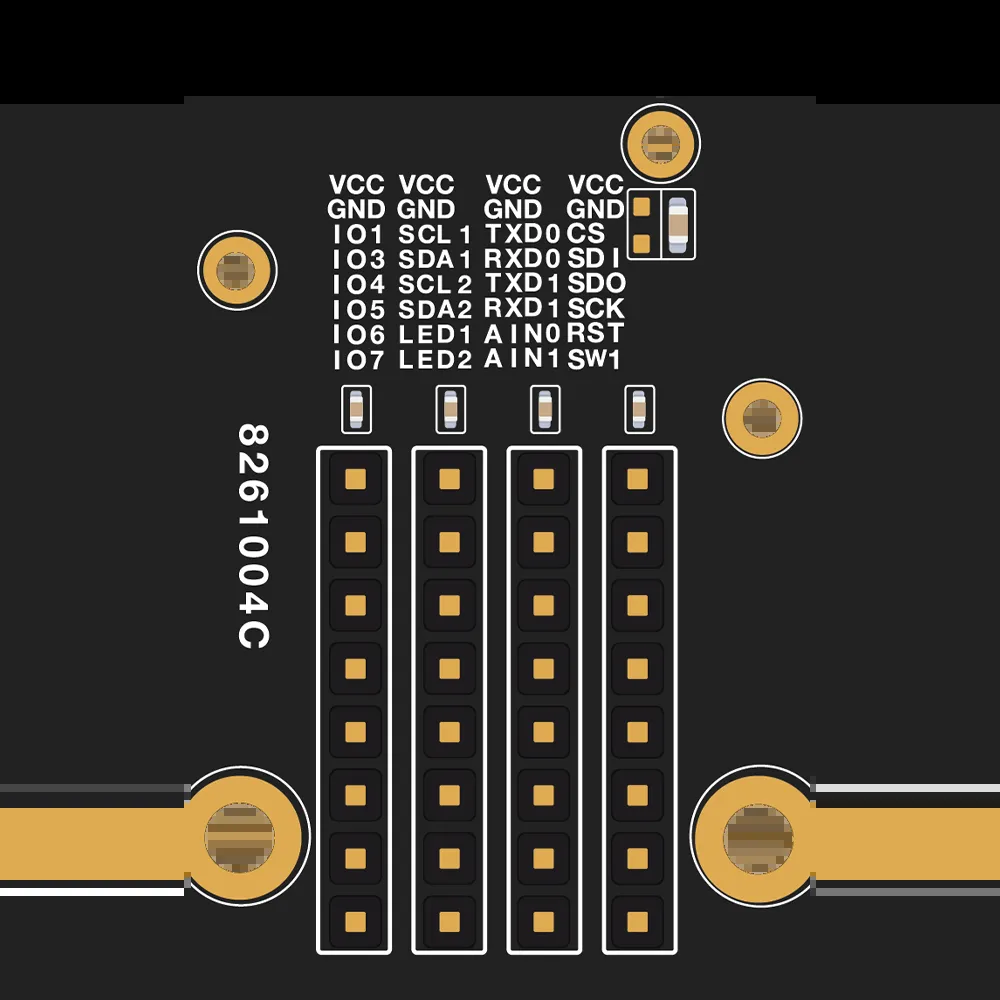 VCC VCC VCC VCC
GND GND GND GND
IO1 SCL1 TXD0 CS
IO3 SDA1 RXD0 SDI
IO4 SCL2 TXD1 SDO
IO5 SDA2 RXD1 SCK
IO6 LED1 AIN0 RST
IO7 LED2 AIN1 SW1
8261004C